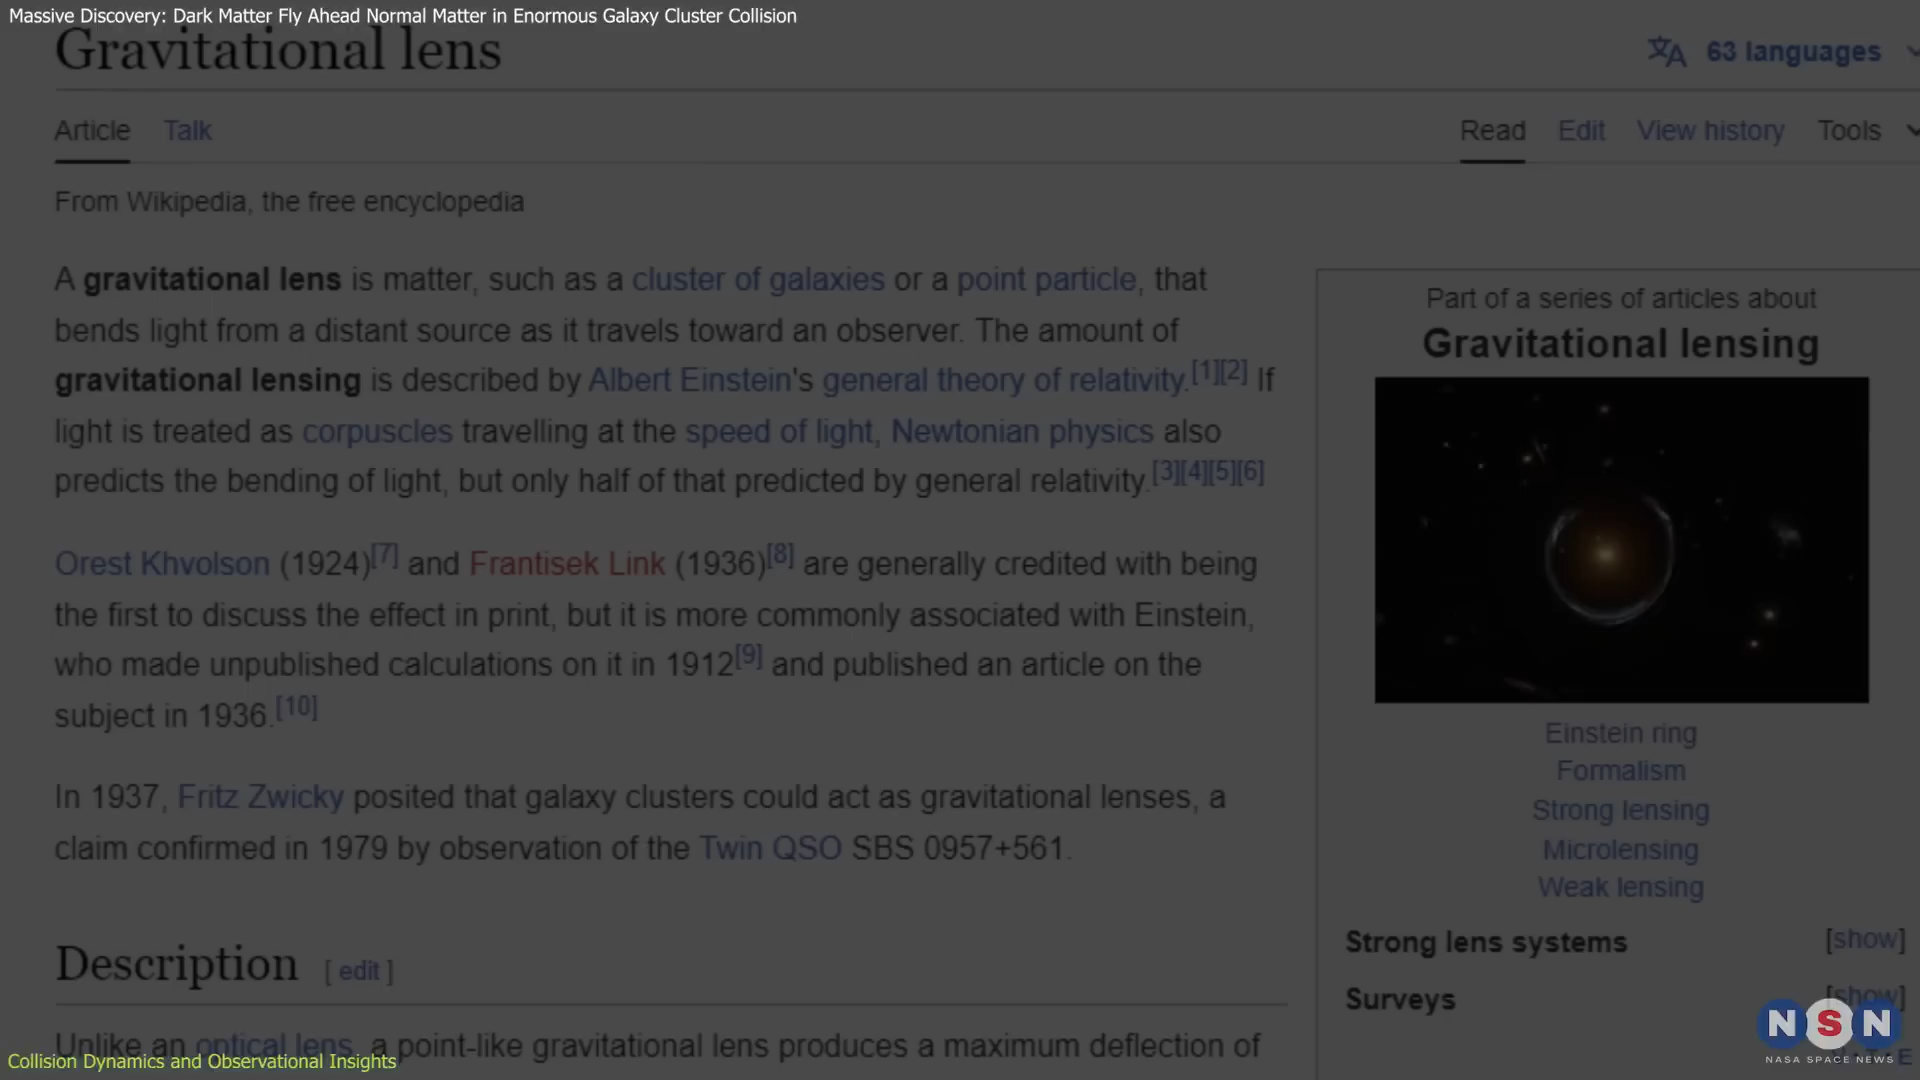 Massive Discovery: Dark Matter Fly Ahead Normal Matter in Enormous Galaxy Cluster Collision
Gravitational lens
63 languages
Article Talk
Read Edit View history Tools
From Wikipedia, the free encyclopedia
A gravitational lens is matter, such as a cluster of galaxies or a point particle, that
bends light from a distant source as it travels toward an observer. The amount of
gravitational lensing is described by Albert Einstein's general theory of relativity.[1][2] If
light is treated as corpuscles travelling at the speed of light, Newtonian physics also
predicts the bending of light, but only half of that predicted by general relativity.[3][4][5][6]
Orest Khvolson (1924)[7] and Frantisek Link (1936)[8] are generally credited with being
the first to discuss the effect in print, but it is more commonly associated with Einstein,
who made unpublished calculations on it in 1912[9] and published an article on the
subject in 1936.[10]
In 1937, Fritz Zwicky posited that galaxy clusters could act as gravitational lenses, a
claim confirmed in 1979 by observation of the Twin QSO SBS 0957+561.
Description [ edit ]
Unlike an optical lens, a point-like gravitational lens produces a maximum deflection of
Part of a series of articles about
Gravitational lensing
Einstein ring
Formalism
Strong lensing
Microlensing
Weak lensing
Strong lens systems [show]
Surveys [show]
NSN
NASA SPACE NEWS
Collision Dynamics and Observational Insights